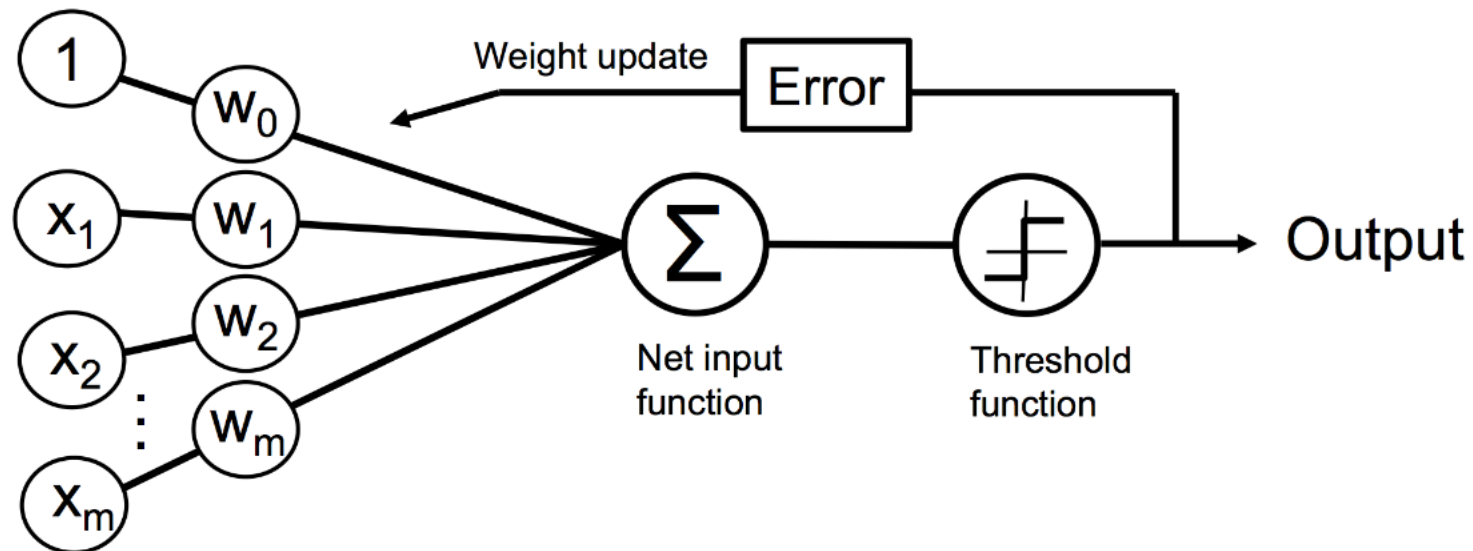 1
w₀
Weight update
Error
x₁
w₁
Σ
Output
x₂
w₂
⋮
wₘ
xₘ
Net input
function
Threshold
function